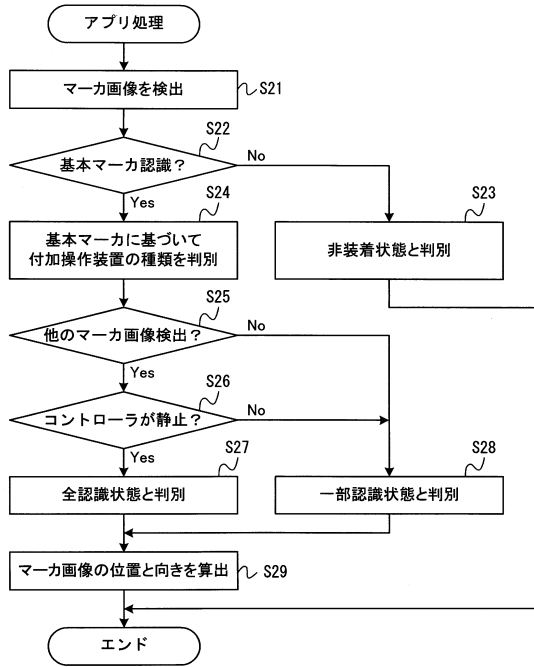 アプリ処理
マーカ画像を検出
S21
S22
基本マーカ認識?
No
Yes
S24
S23
基本マーカに基づいて
付加操作装置の種類を判別
非装着状態と判別
S25
他のマーカ画像検出?
No
Yes
S26
コントローラが静止?
No
Yes
S27
S28
全認識状態と判別
一部認識状態と判別
マーカ画像の位置と向きを算出
S29
エンド